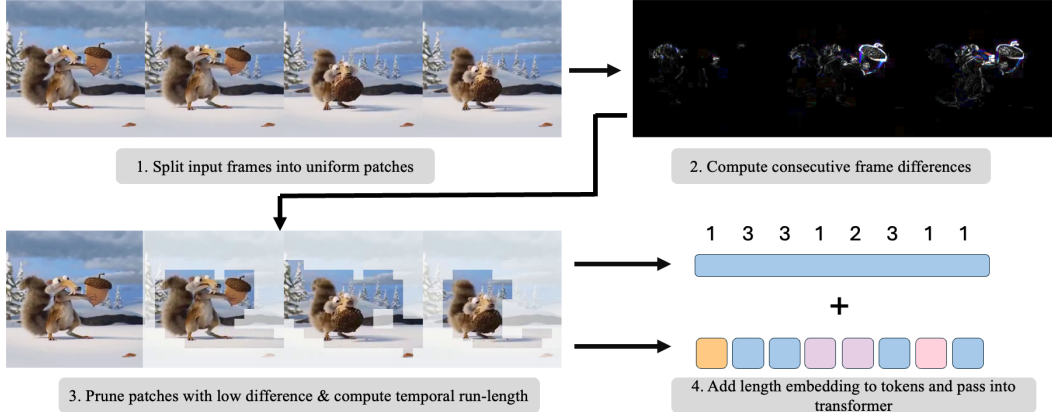 1. Split input frames into uniform patches
2. Compute consecutive frame differences
1 3 3 1 2 3 1 1
+
3. Prune patches with low difference & compute temporal run-length
4. Add length embedding to tokens and pass into
transformer